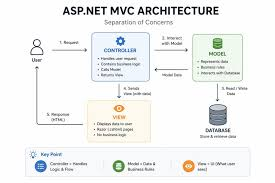 ASP.NET MVC ARCHITECTURE
Separation of Concerns
1. Request
User
CONTROLLER
• Handles user request
• Contains business logic
• Calls Model
• Returns View
2. Interact
with Model
Model Data
MODEL
• Represents data
• Business rules
• Interacts with Database
3. Read / Write
Data
4. Sends
View (with data)
5. Response
(HTML)
VIEW
• Displays data to user
• Razor (.cshtml) pages
• No business logic
DATABASE
Store & retrieve data
Key Point
Controller = Handles
Logic & Flow
Model = Data &
Business Rules
View = UI (What user
sees)